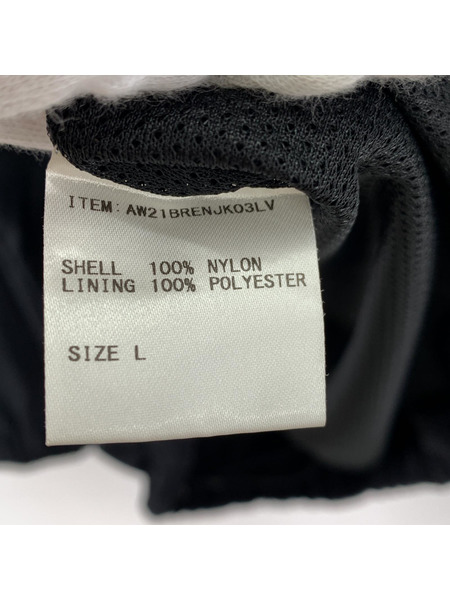 ITEM: AW21BRENJK03LV
SHELL 100% NYLON
LINING 100% POLYESTER
SIZE L